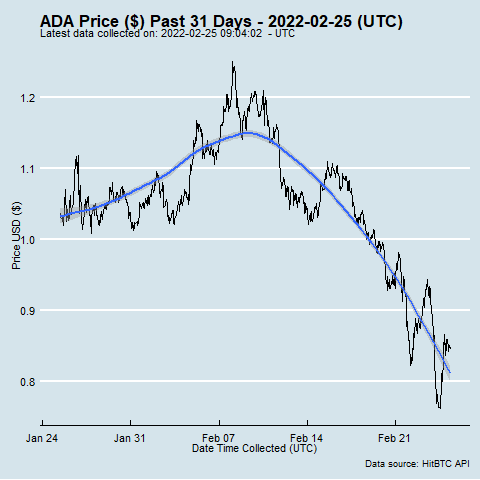 ADA Price ($) Past 31 Days - 2022-02-25 (UTC)
Latest data collected on: 2022-02-25 09:04:02 - UTC
1.2
1.1
1.0
0.9
0.8
Price USD ($)
Jan 24 Jan 31 Feb 07 Feb 14 Feb 21
Date Time Collected (UTC)
Data source: HitBTC API